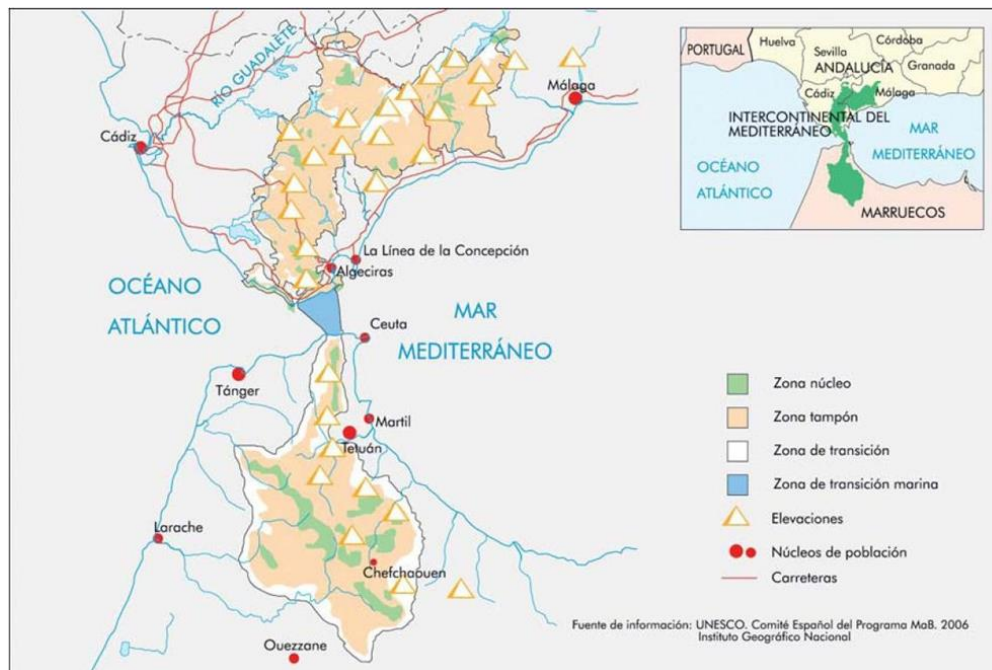 RÍO GUADALETE
Málaga
Cádiz
La Línea de la Concepción
Algeciras
OCÉANO
ATLÁNTICO
MAR
MEDITERRÁNEO
Ceuta
Tánger
Martil
Tetuán
Larache
Chefchaouen
Ouezzane
PORTUGAL
Huelva
Sevilla
Córdoba
ANDALUCÍA
Granada
Cádiz
Málaga
INTERCONTINENTAL DEL
MEDITERRÁNEO
MAR
MEDITERRÁNEO
OCÉANO
ATLÁNTICO
MARRUECOS
Zona núcleo
Zona tampón
Zona de transición
Zona de transición marina
Elevaciones
Núcleos de población
Carreteras
Fuente de información: UNESCO. Comité Español del Programa MaB. 2006
Instituto Geográfico Nacional